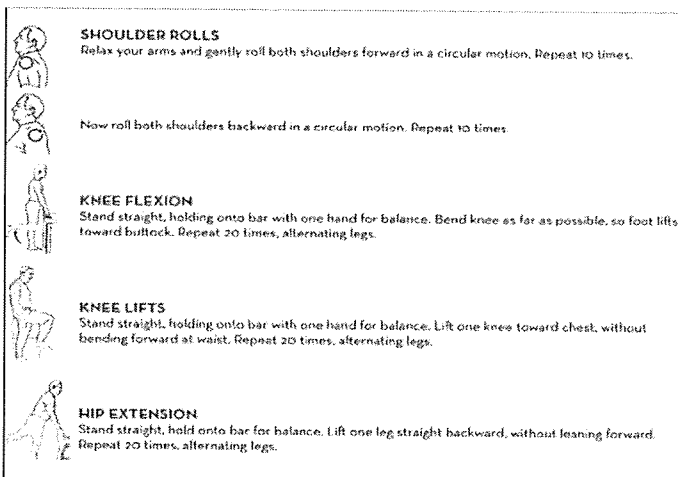 SHOULDER ROLLS
Relax your arms and gently roll both shoulders forward in a circular motion. Repeat 10 times.
Now roll both shoulders backward in a circular motion. Repeat 10 times.
KNEE FLEXION
Stand straight, holding onto bar with one hand for balance. Bend knee as far as possible, so foot lifts
toward buttock. Repeat 20 times, alternating legs.
KNEE LIFTS
Stand straight, holding onto bar with one hand for balance. Lift one knee toward chest, without
bending forward at waist. Repeat 20 times, alternating legs.
HIP EXTENSION
Stand straight, hold onto bar for balance. Lift one leg straight backward, without leaning forward.
Repeat 20 times, alternating legs.